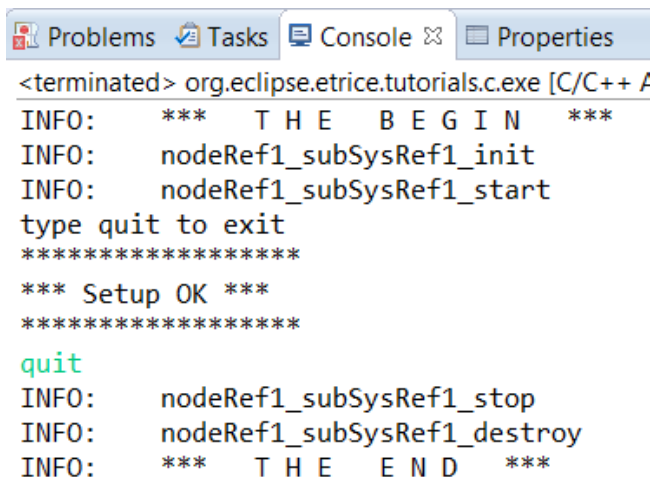 Problems Tasks Console Properties
<terminated> org.eclipse.etrice.tutorials.c.exe [C/C++ A
INFO: *** T H E B E G I N ***
INFO: nodeRef1_subSysRef1_init
INFO: nodeRef1_subSysRef1_start
type quit to exit
******************
*** Setup OK ***
******************
quit
INFO: nodeRef1_subSysRef1_stop
INFO: nodeRef1_subSysRef1_destroy
INFO: *** T H E E N D ***